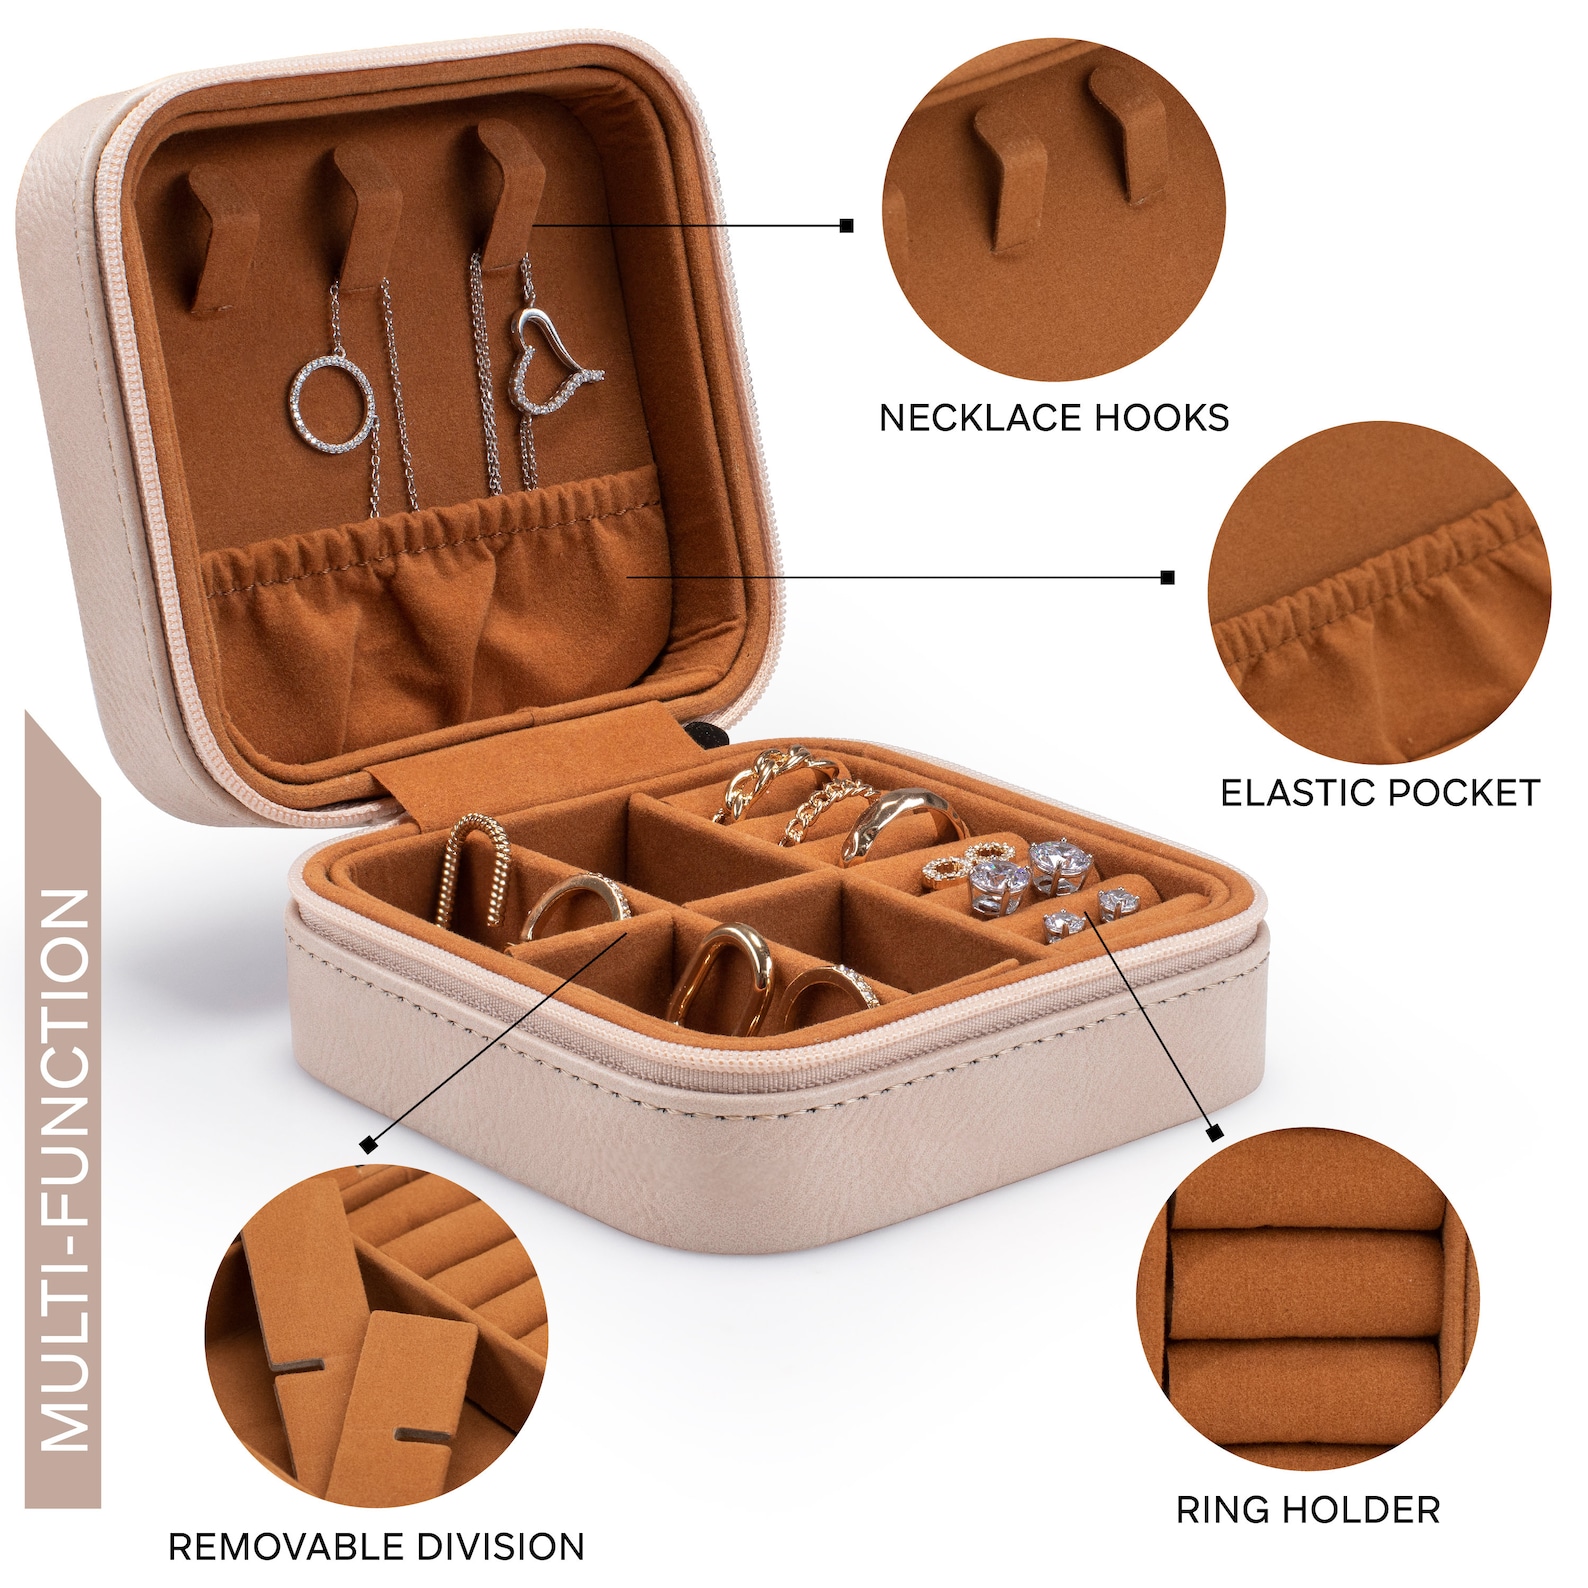 NECKLACE HOOKS
ELASTIC POCKET
MULTI-FUNCTION
REMOVABLE DIVISION
RING HOLDER